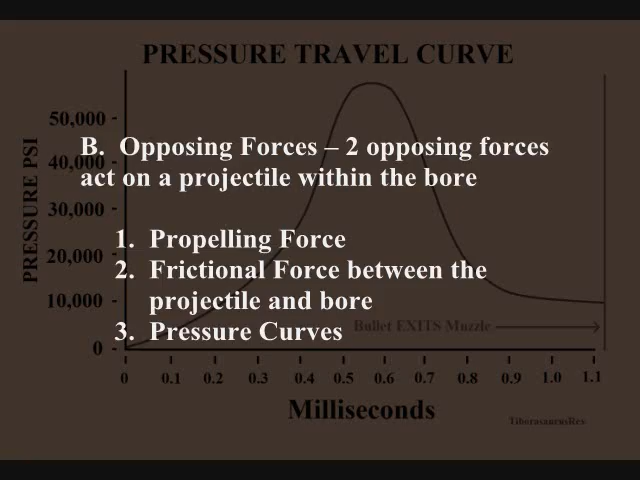 PRESSURE TRAVEL CURVE
50,000
B. Opposing Forces – 2 opposing forces
40,000
act on a projectile within the bore
30,000
1. Propelling Force
20,000
2. Frictional Force between the
projectile and bore
10,000
Bullet EXITS Muzzle
3. Pressure Curves
0
PRESSURE PSI
0 0.1 0.2 0.3 0.4 0.5 0.6 0.7 0.8 0.9 1.0 1.1
Milliseconds
TiborasaurusRex